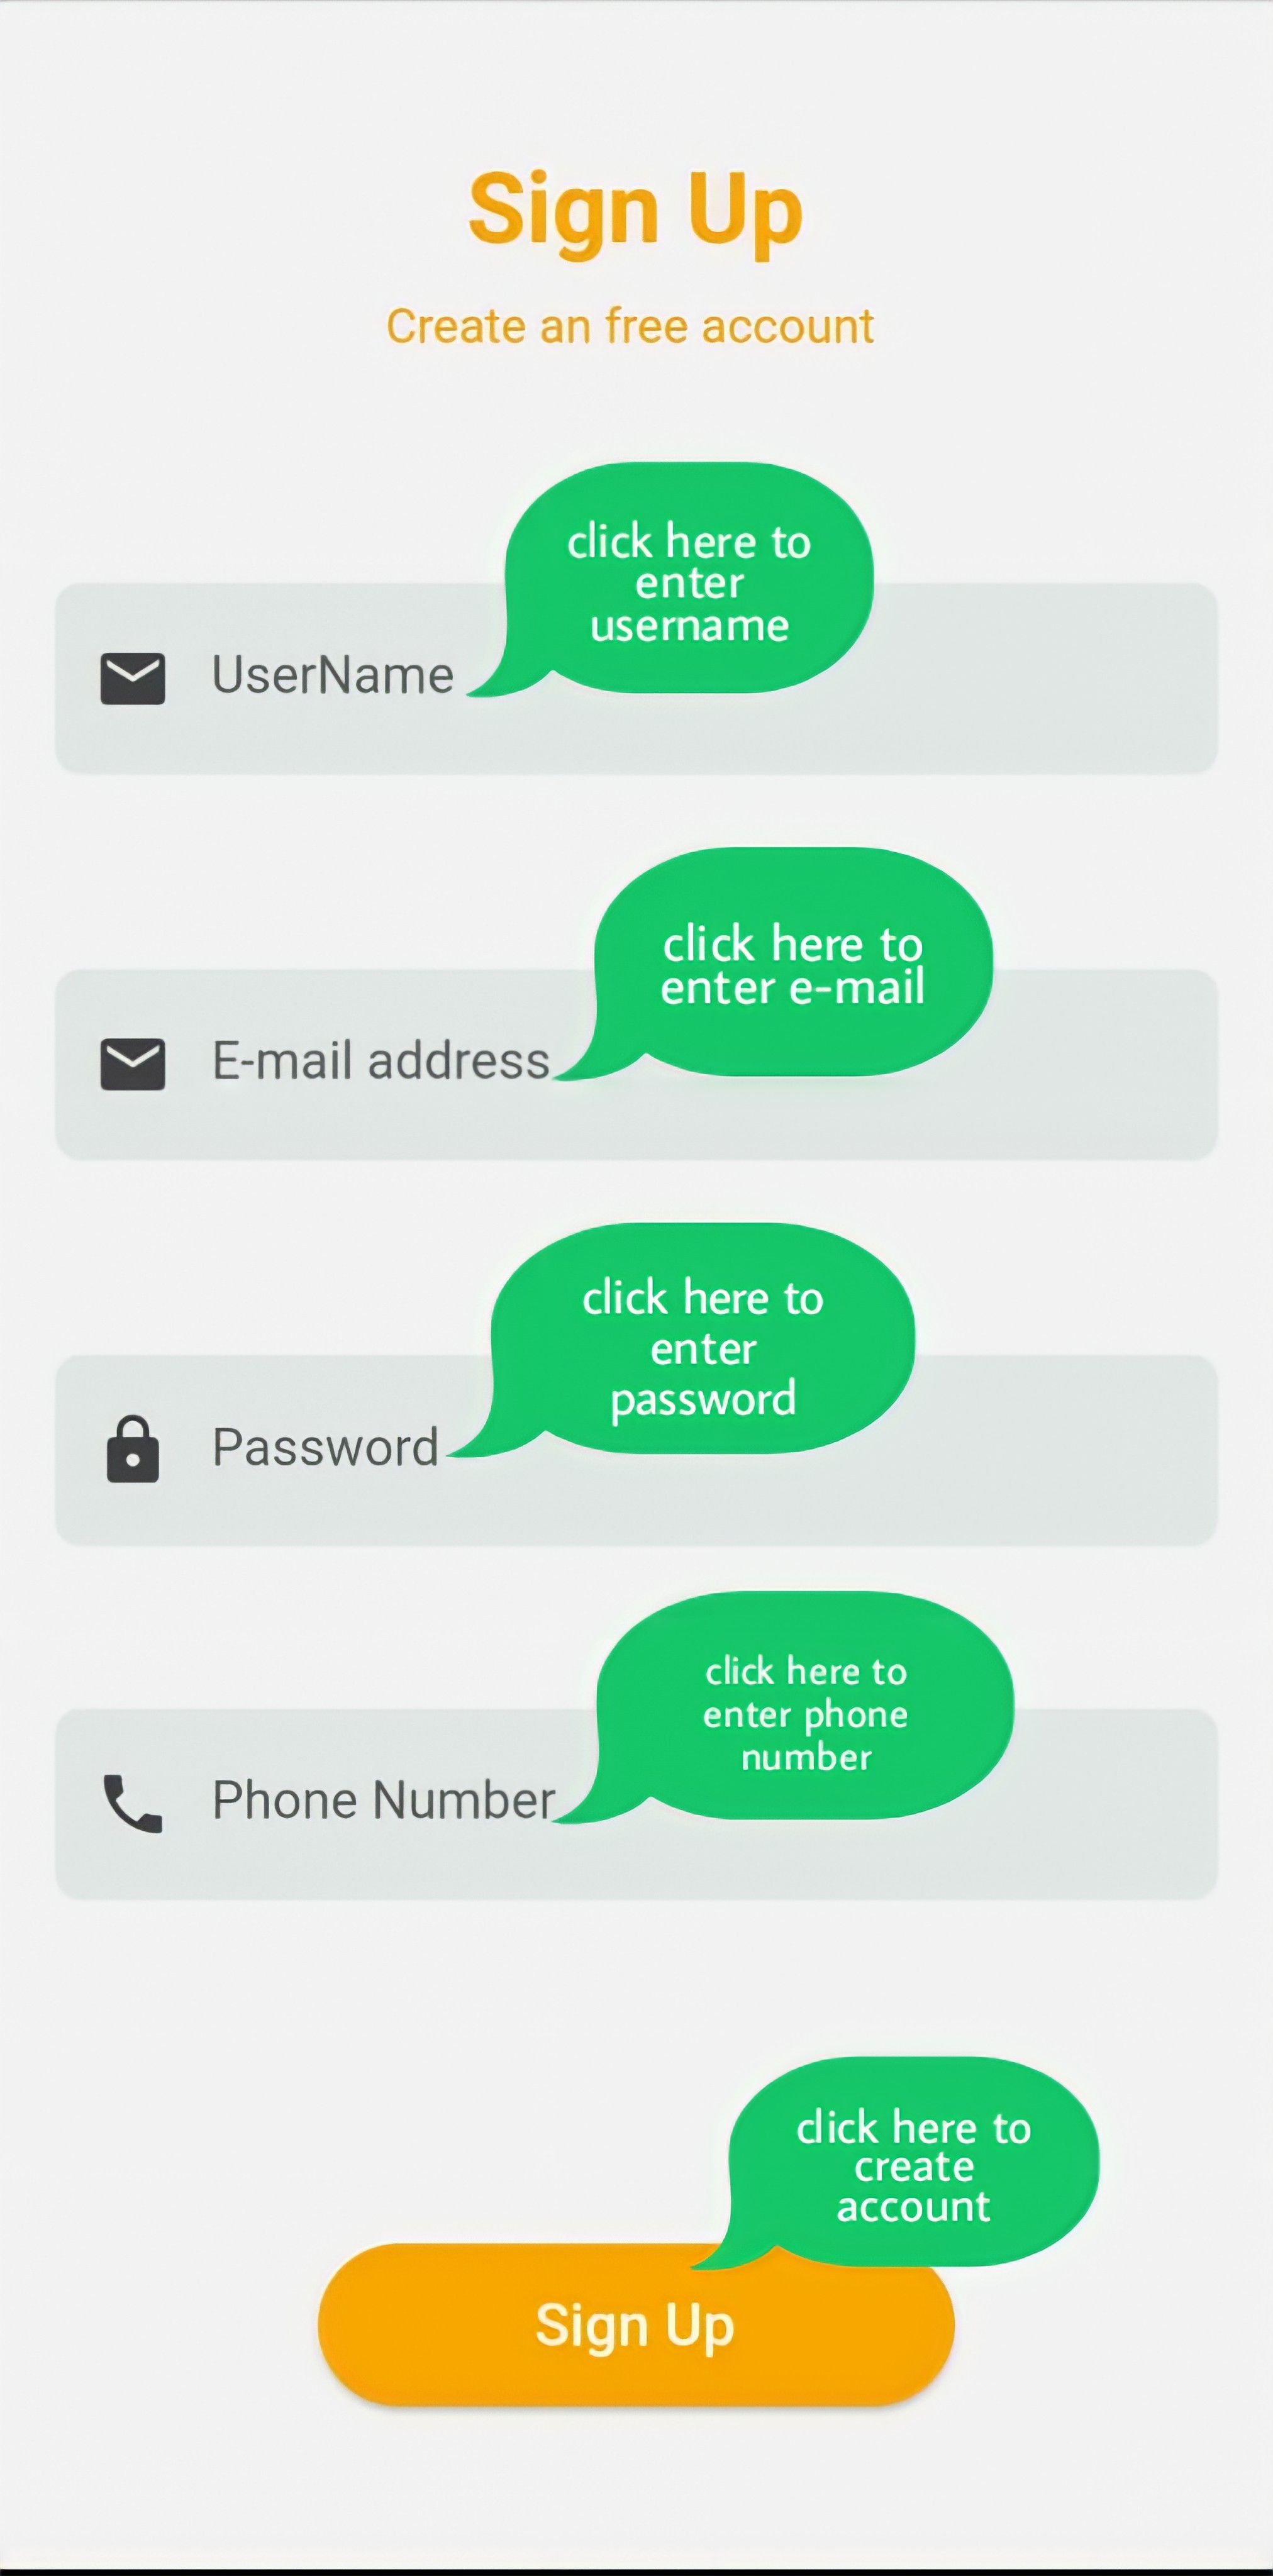 Sign Up
Create an free account
click here to
enter
username
UserName
click here to
enter e-mail
E-mail address
click here to
enter
password
Password
click here to
enter phone
number
Phone Number
click here to
create
account
Sign Up